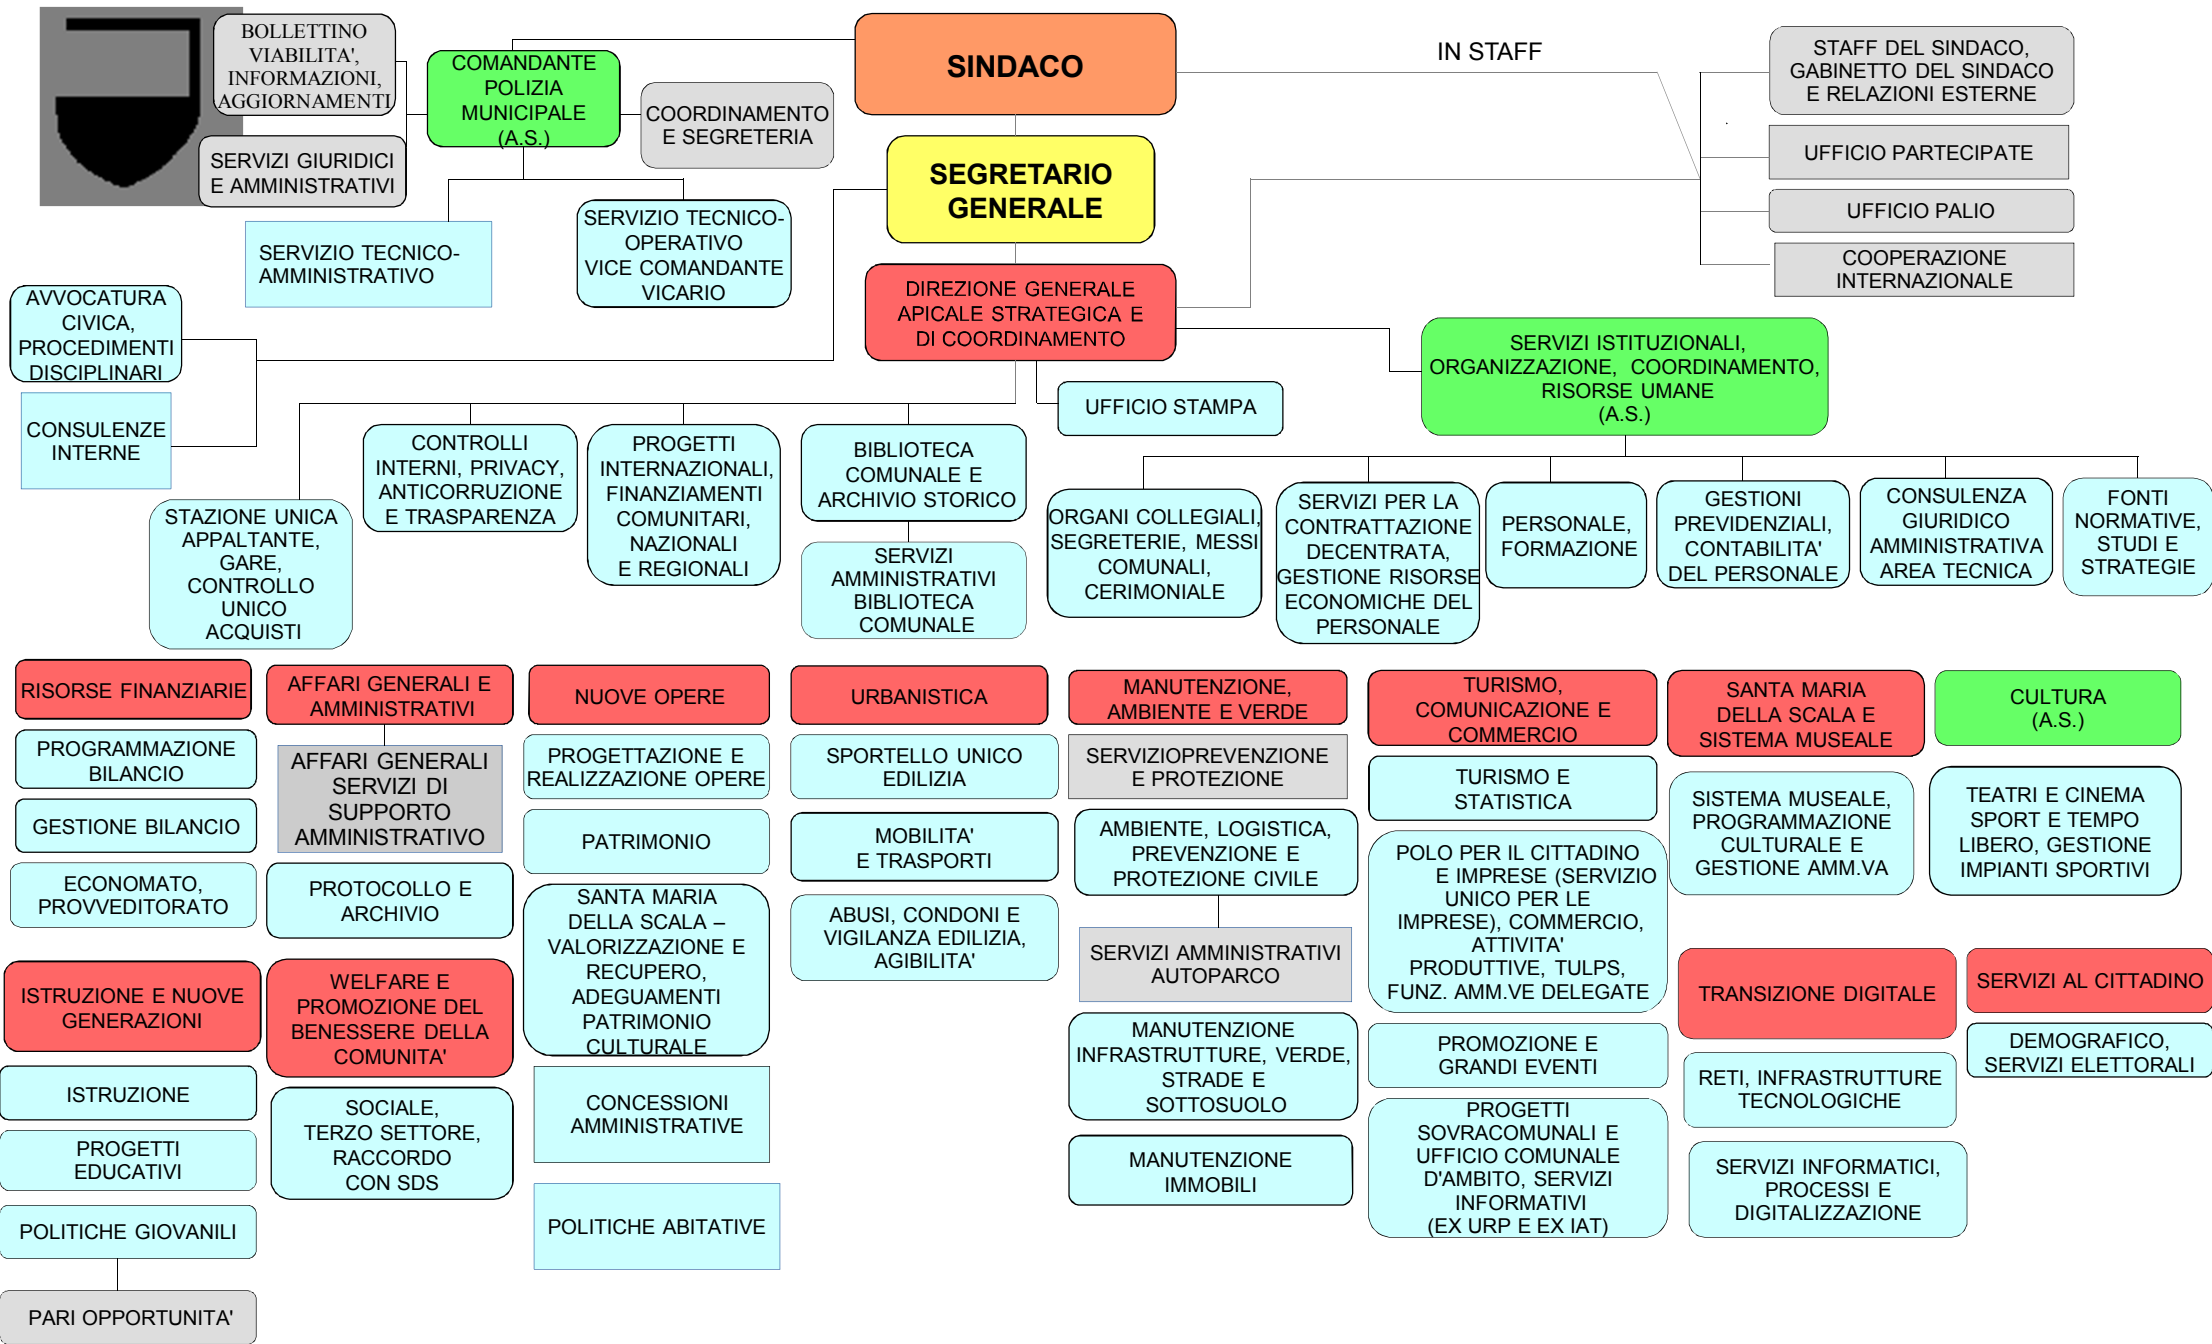 BOLLETTINO
VIABILITA',
INFORMAZIONI,
AGGIORNAMENTI
SERVIZI GIURIDICI
E AMMINISTRATIVI
COMANDANTE
POLIZIA
MUNICIPALE
(A.S.)
COORDINAMENTO
E SEGRETERIA
SERVIZIO TECNICO-
AMMINISTRATIVO
SERVIZIO TECNICO-
OPERATIVO
VICE COMANDANTE
VICARIO
SINDACO
IN STAFF
STAFF DEL SINDACO,
GABINETTO DEL SINDACO
E RELAZIONI ESTERNE
UFFICIO PARTECIPATE
UFFICIO PALIO
COOPERAZIONE
INTERNAZIONALE
SEGRETARIO
GENERALE
DIREZIONE GENERALE
APICALE STRATEGICA E
DI COORDINAMENTO
AVVOCATURA
CIVICA,
PROCEDIMENTI
DISCIPLINARI
CONSULENZE
INTERNE
UFFICIO STAMPA
SERVIZI ISTITUZIONALI,
ORGANIZZAZIONE, COORDINAMENTO,
RISORSE UMANE
(A.S.)
STAZIONE UNICA
APPALTANTE,
GARE,
CONTROLLO
UNICO
ACQUISTI
CONTROLLI
INTERNI, PRIVACY,
ANTICORRUZIONE
E TRASPARENZA
PROGETTI
INTERNAZIONALI,
FINANZIAMENTI
COMUNITARI,
NAZIONALI
E REGIONALI
BIBLIOTECA
COMUNALE E
ARCHIVIO STORICO
SERVIZI
AMMINISTRATIVI
BIBLIOTECA
COMUNALE
ORGANI COLLEGIALI,
SEGRETERIE, MESSI
COMUNALI,
CERIMONIALE
SERVIZI PER LA
CONTRATTAZIONE
DECENTRATA,
GESTIONE RISORSE
ECONOMICHE DEL
PERSONALE
PERSONALE,
FORMAZIONE
GESTIONI
PREVIDENZIALI,
CONTABILITA'
DEL PERSONALE
CONSULENZA
GIURIDICO
AMMINISTRATIVA
AREA TECNICA
FONTI
NORMATIVE,
STUDI E
STRATEGIE
RISORSE FINANZIARIE
PROGRAMMAZIONE
BILANCIO
GESTIONE BILANCIO
ECONOMATO,
PROVVEDITORATO
AFFARI GENERALI E
AMMINISTRATIVI
AFFARI GENERALI
SERVIZI DI
SUPPORTO
AMMINISTRATIVO
PROTOCOLLO E
ARCHIVIO
NUOVE OPERE
PROGETTAZIONE E
REALIZZAZIONE OPERE
PATRIMONIO
SANTA MARIA
DELLA SCALA –
VALORIZZAZIONE E
RECUPERO,
ADEGUAMENTI
PATRIMONIO
CULTURALE
CONCESSIONI
AMMINISTRATIVE
POLITICHE ABITATIVE
URBANISTICA
SPORTELLO UNICO
EDILIZIA
MOBILITA'
E TRASPORTI
ABUSI, CONDONI E
VIGILANZA EDILIZIA,
AGIBILITA'
MANUTENZIONE,
AMBIENTE E VERDE
SERVIZIOPREVENZIONE
E PROTEZIONE
AMBIENTE, LOGISTICA,
PREVENZIONE E
PROTEZIONE CIVILE
SERVIZI AMMINISTRATIVI
AUTOPARCO
MANUTENZIONE
INFRASTRUTTURE, VERDE,
STRADE E
SOTTOSUOLO
MANUTENZIONE
IMMOBILI
TURISMO,
COMUNICAZIONE E
COMMERCIO
TURISMO E
STATISTICA
POLO PER IL CITTADINO
E IMPRESE (SERVIZIO
UNICO PER LE
IMPRESE), COMMERCIO,
ATTIVITA'
PRODUTTIVE, TULPS,
FUNZ. AMM.VE DELEGATE
PROMOZIONE E
GRANDI EVENTI
PROGETTI
SOVRACOMUNALI E
UFFICIO COMUNALE
D'AMBITO, SERVIZI
INFORMATIVI
(EX URP E EX IAT)
SANTA MARIA
DELLA SCALA E
SISTEMA MUSEALE
SISTEMA MUSEALE,
PROGRAMMAZIONE
CULTURALE E
GESTIONE AMM.VA
CULTURA
(A.S.)
TEATRI E CINEMA
SPORT E TEMPO
LIBERO, GESTIONE
IMPIANTI SPORTIVI
ISTRUZIONE E NUOVE
GENERAZIONI
ISTRUZIONE
PROGETTI
EDUCATIVI
POLITICHE GIOVANILI
PARI OPPORTUNITA'
WELFARE E
PROMOZIONE DEL
BENESSERE DELLA
COMUNITA'
SOCIALE,
TERZO SETTORE,
RACCORDO
CON SDS
TRANSIZIONE DIGITALE
RETI, INFRASTRUTTURE
TECNOLOGICHE
SERVIZI INFORMATICI,
PROCESSI E
DIGITALIZZAZIONE
SERVIZI AL CITTADINO
DEMOGRAFICO,
SERVIZI ELETTORALI